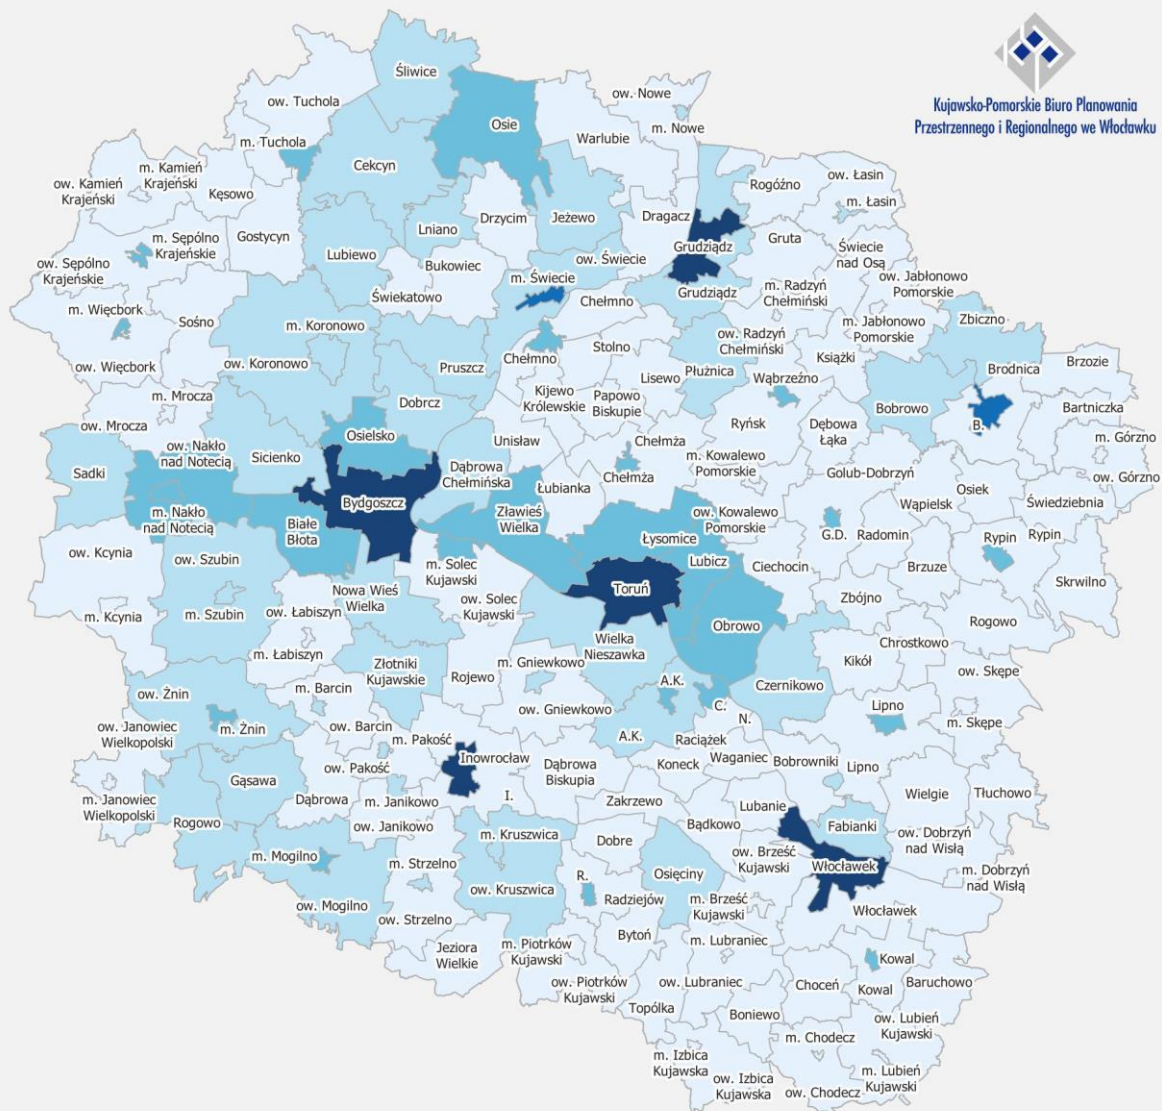 Kujawsko-Pomorskie Biuro Planowania
Przestrzennego i Regionalnego we Włocławku
Śliwice
ow. Tuchola
ow. Nowe
Osie
m. Nowe
Warlubie
m. Tuchola
Cekcyn
m. Kamień
Krajeński
ow. Kamień
Krajeński
Kęsowo
Rogóźno
ow. Łasin
m. Łasin
Drzycim
Jeżewo
Dragacz
Lniano
Gostycyn
Grudziądz
Gruta
Świecie
nad Osą
m. Sępólno
Krajeńskie
ow. Sępólno
Krajeńskie
Lubiewo
Bukowiec
ow. Świecie
m. Świecie
Grudziądz
m. Radzyń
Chełmiński
ow. Jabłonowo
Pomorskie
Świekatowo
Chełmno
m. Więcbork
Sośno
m. Koronowo
Zbiczno
m. Jabłonowo
Pomorskie
ow. Radzyń
Chełmiński
Stolno
Chełmno
Książki
ow. Więcbork
ow. Koronowo
Pruszcz
Lisewo
Płużnica
Wąbrzeźno
Brodnica
Brzozie
m. Mrocza
Kijewo
Królewskie
Papowo
Biskupie
Dobrcz
Bobrowo
Bartniczka
B.
ow. Mrocza
Osielsko
Unisław
Chełmża
Ryńsk
Dębowa
Łąka
m. Górzno
ow. Nakło
nad Notecią
Sicienko
Sadki
Dąbrowa
Chełmińska
m. Kowalewo
Pomorskie
Chełmża
Golub-Dobrzyń
ow. Górzno
Łubianka
Bydgoszcz
Osiek
Wąpielsk
Świedziebnia
m. Nakło
nad Notecią
Białe
Błota
Zławieś
Wielka
ow. Kowalewo
Pomorskie
Łysomice
G.D.
Radomin
Rypin
Rypin
ow. Kcynia
ow. Szubin
m. Solec
Kujawski
Lubicz
Ciechocin
Brzuze
Skrwilno
Nowa Wieś
Wielka
Toruń
ow. Solec
Kujawski
Zbójno
m. Kcynia
m. Szubin
ow. Łabiszyn
Obrowo
Rogowo
m. Łabiszyn
Wielka
Nieszawka
Chrostkowo
Kikół
Złotniki
Kujawskie
Rojewo
m. Gniewkowo
ow. Skępe
ow. Żnin
m. Barcin
A.K.
Czernikowo
C.
Lipno
ow. Gniewkowo
N.
m. Skępe
m. Żnin
ow. Barcin
ow. Janowiec
Wielkopolski
m. Pakość
A.K.
Raciążek
Inowrocław
Waganiec
Bobrowniki
Lipno
Dąbrowa
Biskupia
Koneck
ow. Pakość
Gąsawa
m. Janowiec
Wielkopolski
Dąbrowa
m. Janikowo
I.
Zakrzewo
Lubanie
Wielgie
Tłuchowo
Rogowo
ow. Janikowo
m. Kruszwica
Bądkowo
Fabianki
ow. Dobrzyń
nad Wisłą
Dobre
m. Mogilno
m. Strzelno
ow. Brześć
Kujawski
Włocławek
m. Dobrzyń
nad Wisłą
Osięciny
ow. Kruszwica
R.
Radziejów
m. Brześć
Kujawski
ow. Mogilno
ow. Strzelno
Włocławek
Bytoń
Jeziora
Wielkie
m. Piotrków
Kujawski
m. Lubraniec
Kowal
ow. Piotrków
Kujawski
ow. Lubraniec
Choceń
Kowal
Baruchowo
Topólka
Boniewo
ow. Lubień
Kujawski
m. Chodecz
m. Izbica
Kujawska
m. Lubień
Kujawski
ow. Izbica
Kujawska
ow. Chodecz